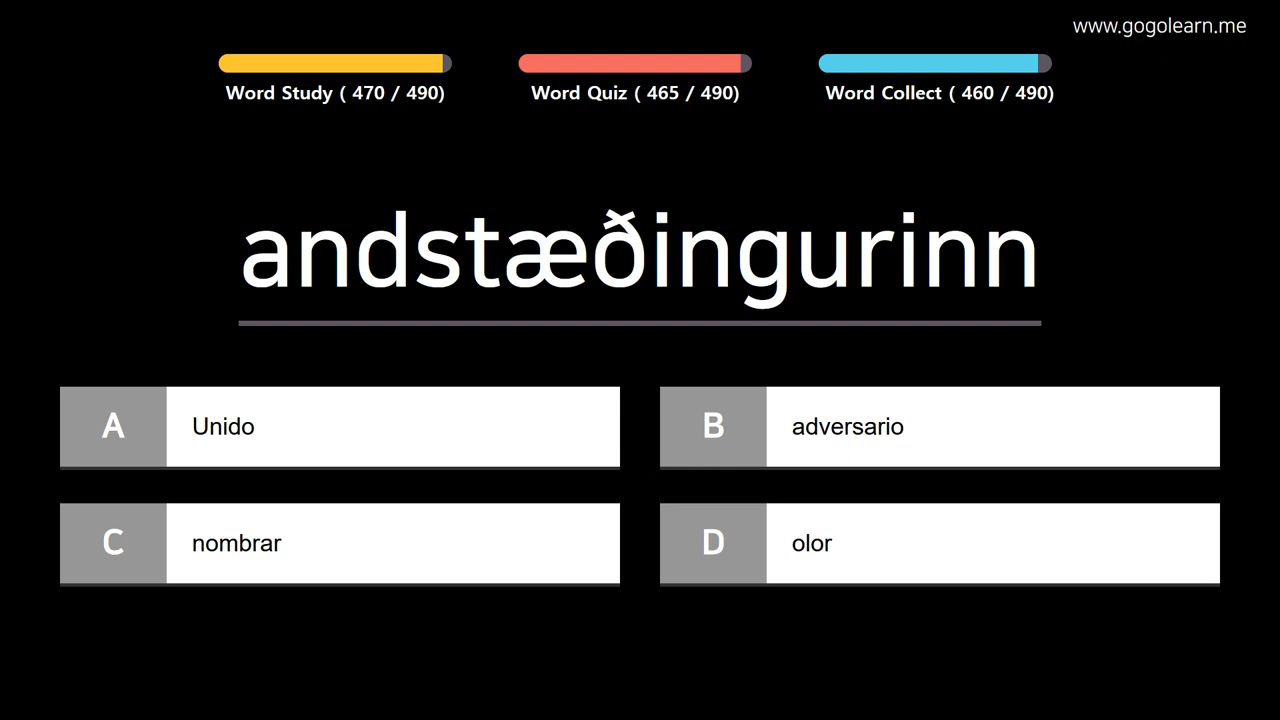 www.gogolearn.me
Word Study ( 470 / 490)
Word Quiz ( 465 / 490)
Word Collect ( 460 / 490)
andstæðingurinn
A Unido
B adversario
C nombrar
D olor